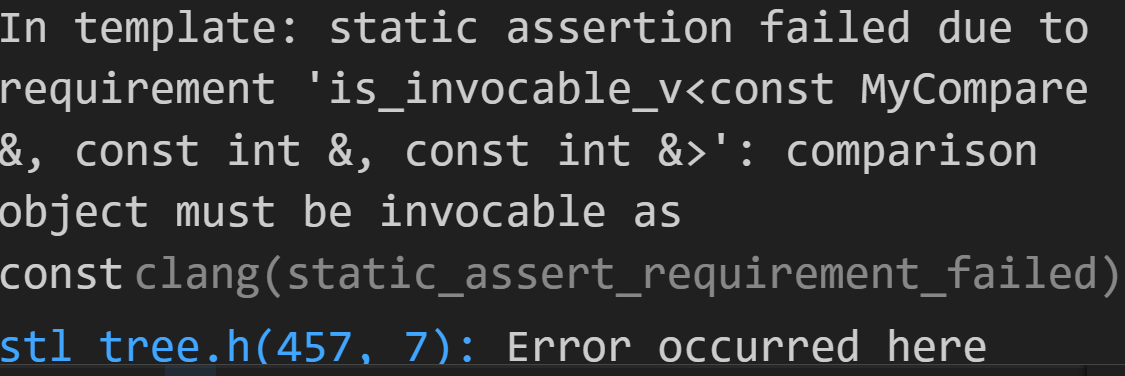 In template: static assertion failed due to
requirement 'is_invocable_v<const MyCompare
&, const int &, const int &>': comparison
object must be invocable as
const clang(static_assert_requirement_failed)
stl_tree.h(457, 7): Error occurred here